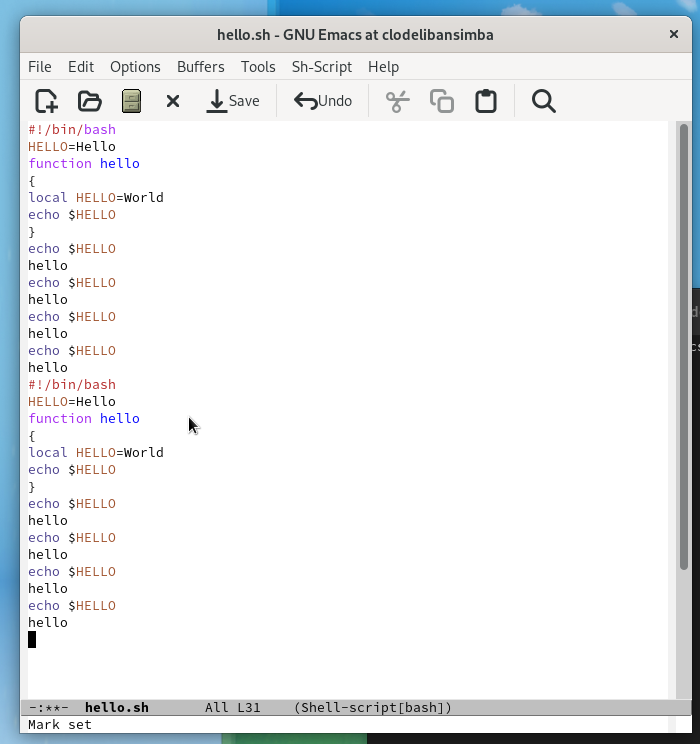 hello.sh - GNU Emacs at clodelibansimba
File Edit Options Buffers Tools Sh-Script Help
Save Undo
#!/bin/bash
HELLO=Hello
function hello
{
local HELLO=World
echo $HELLO
}
echo $HELLO
hello
echo $HELLO
hello
echo $HELLO
hello
echo $HELLO
hello
#!/bin/bash
HELLO=Hello
function hello
{
local HELLO=World
echo $HELLO
}
echo $HELLO
hello
echo $HELLO
hello
echo $HELLO
hello
echo $HELLO
hello
-:**- hello.sh All L31 (Shell-script[bash])
Mark set